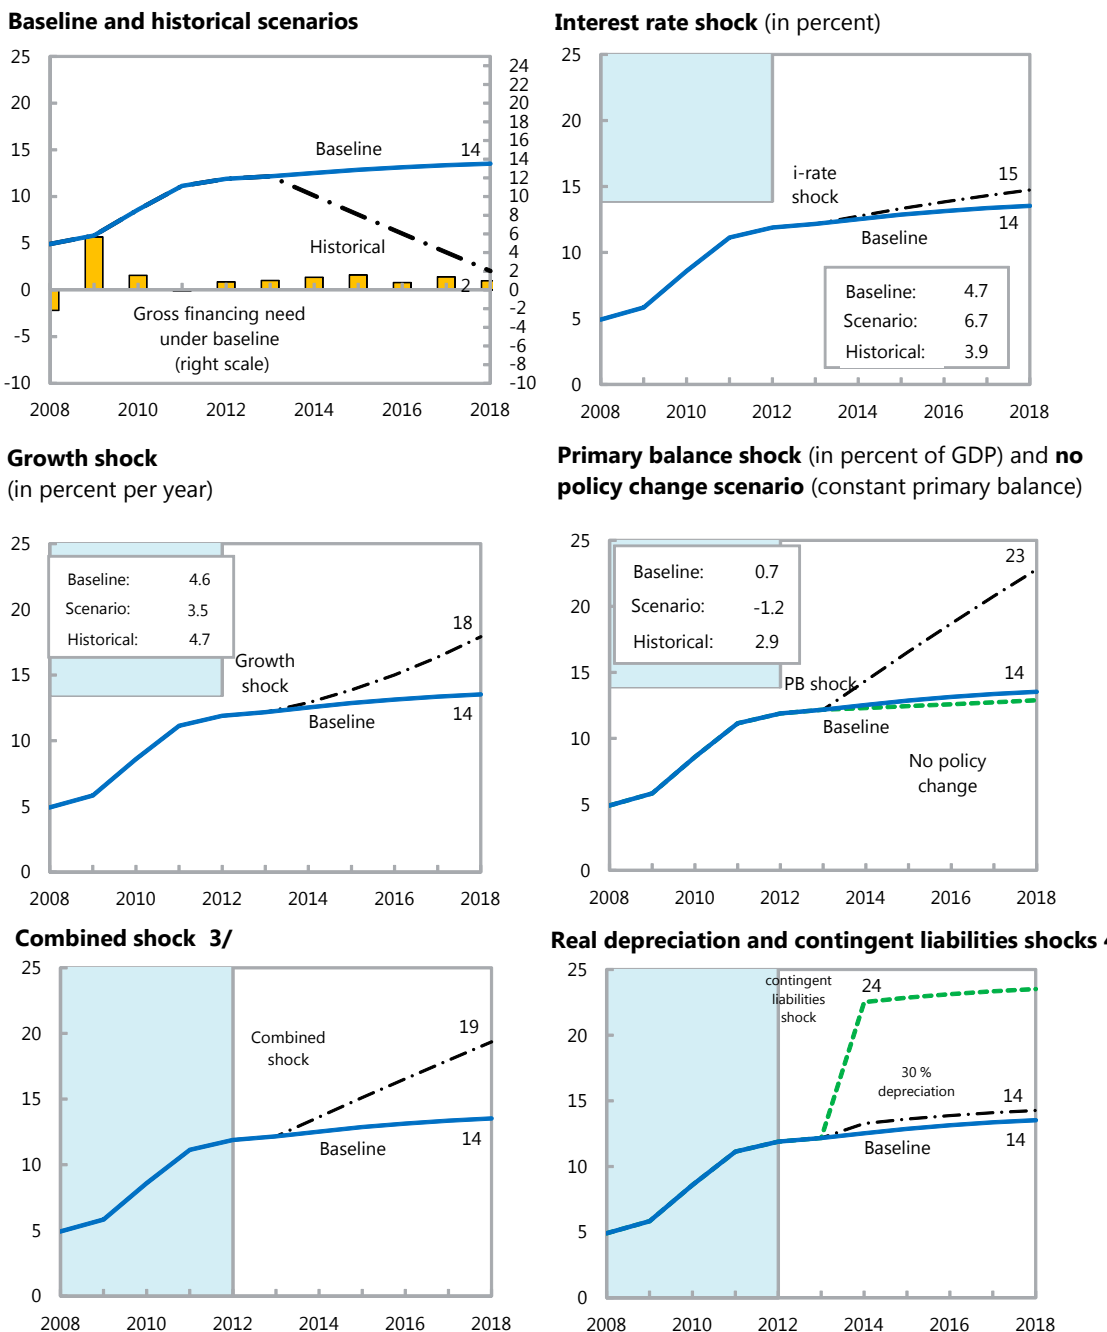 Baseline and historical scenarios
25
20
15
10
5
0
-5
-10
24
22
20
18
16
14
12
10
8
6
4
2
0
-2
-4
-6
-8
-10
Baseline
14
Historical
2
Gross financing need
under baseline
(right scale)
2008 2010 2012 2014 2016 2018
Interest rate shock (in percent)
25
20
15
10
5
0
i-rate
shock
15
14
Baseline
Baseline: 4.7
Scenario: 6.7
Historical: 3.9
2008 2010 2012 2014 2016 2018
Growth shock
(in percent per year)
25
20
15
10
5
0
Baseline: 4.6
Scenario: 3.5
Historical: 4.7
Growth
shock
18
Baseline
14
2008 2010 2012 2014 2016 2018
Primary balance shock (in percent of GDP) and no
policy change scenario (constant primary balance)
25
20
15
10
5
0
Baseline: 0.7
Scenario: -1.2
Historical: 2.9
23
PB shock
14
Baseline
No policy
change
2008 2010 2012 2014 2016 2018
Combined shock 3/
25
20
15
10
5
0
Combined
shock
19
Baseline
14
2008 2010 2012 2014 2016 2018
Real depreciation and contingent liabilities shocks
25
20
15
10
5
0
contingent
liabilities
shock
24
30 %
depreciation
14
Baseline
14
2008 2010 2012 2014 2016 2018